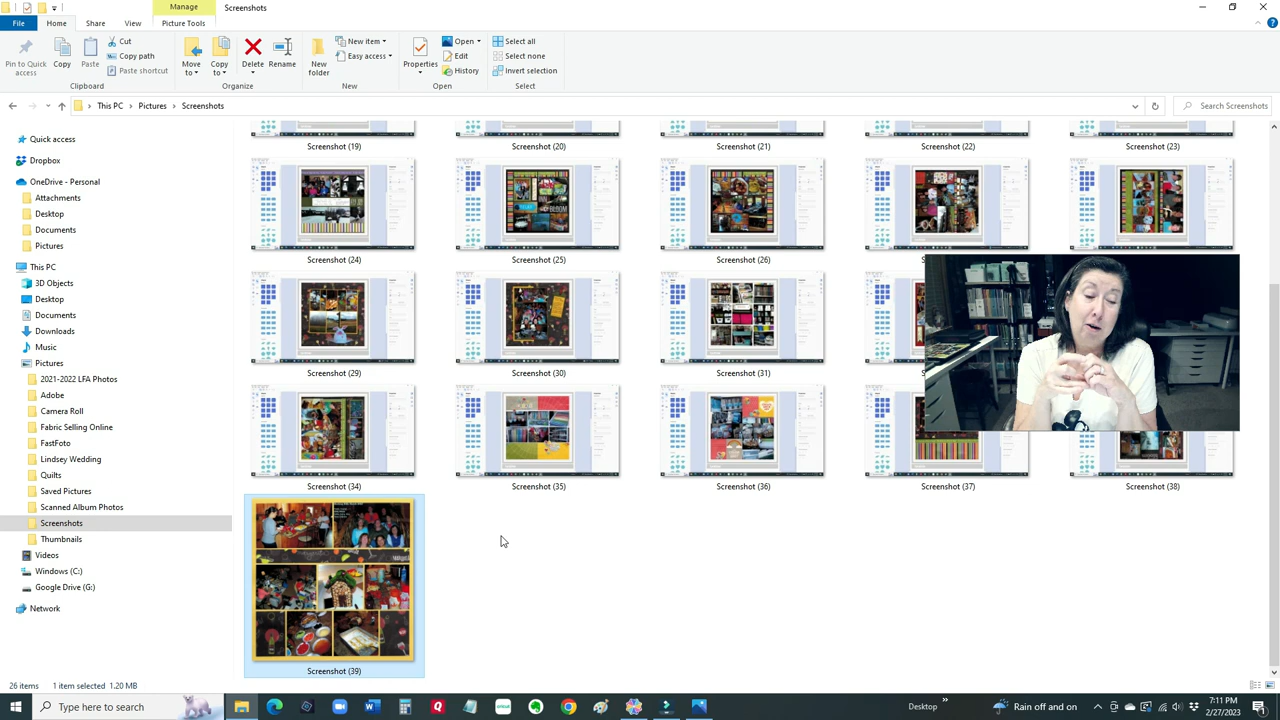 Manage
Screenshots
File
Home
Share
View
Picture Tools
Pin to Quick access
Copy
Paste
Cut
Copy path
Paste shortcut
Move to
Copy to
Delete
Rename
New folder
New item
Easy access
Properties
Open
Edit
History
Select all
Select none
Invert selection
Clipboard
Organize
New
Open
Select
This PC
Pictures
Screenshots
Search Screenshots
Quick access
Dropbox
OneDrive - Personal
Attachments
Desktop
Documents
Pictures
This PC
3D Objects
Desktop
Documents
Downloads
Music
Pictures
2021-2022 LFA Photos
Adobe
Camera Roll
Fabric Selling Online
FastFoto
Lindsey Wedding
Quilts
Saved Pictures
Scanned Album Photos
Screenshots
Thumbnails
Videos
Windows (C:)
Google Drive (G:)
Network
Screenshot (19)
Screenshot (20)
Screenshot (21)
Screenshot (22)
Screenshot (23)
Screenshot (24)
Screenshot (25)
Screenshot (26)
Screenshot (29)
Screenshot (30)
Screenshot (31)
Screenshot (34)
Screenshot (35)
Screenshot (36)
Screenshot (37)
Screenshot (38)
Screenshot (39)
26 items
1 item selected 1.20 MB
Type here to search
Desktop
Rain off and on
7:11 PM
2/27/2023